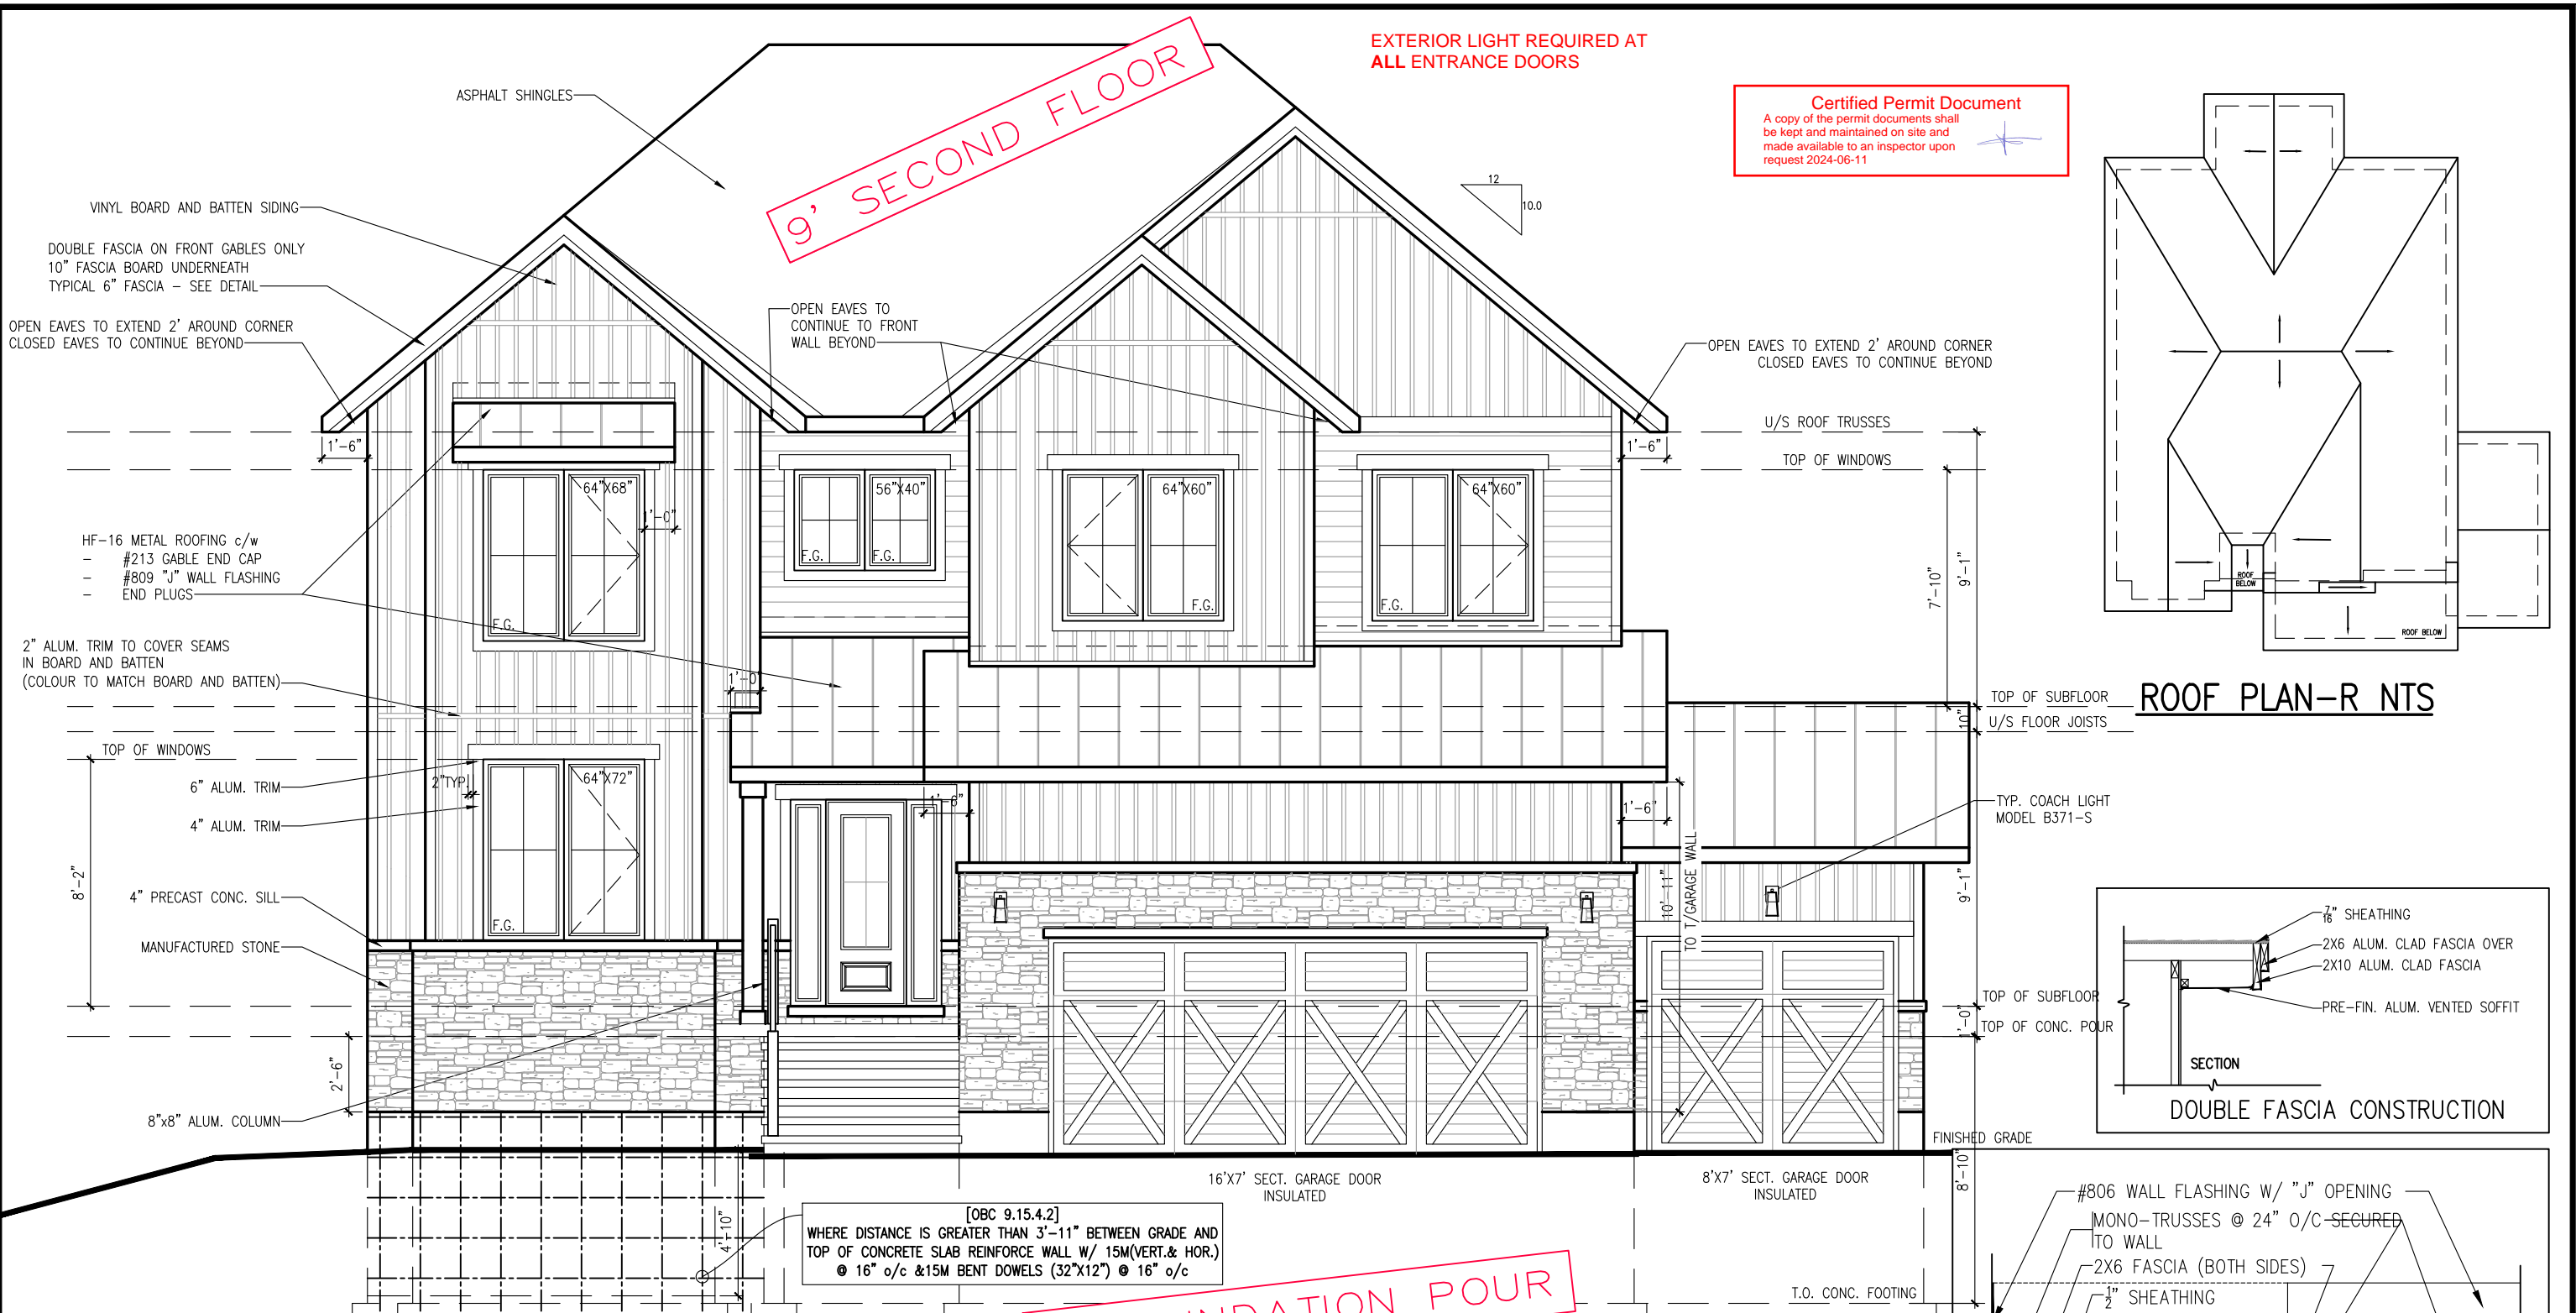 EXTERIOR LIGHT REQUIRED AT
ALL ENTRANCE DOORS
Certified Permit Document
A copy of the permit documents shall
be kept and maintained on site and
made available to an inspector upon
request 2024-06-11
9' SECOND FLOOR
ASPHALT SHINGLES
12
10.0
VINYL BOARD AND BATTEN SIDING
DOUBLE FASCIA ON FRONT GABLES ONLY
10" FASCIA BOARD UNDERNEATH
TYPICAL 6" FASCIA – SEE DETAIL
OPEN EAVES TO EXTEND 2' AROUND CORNER
CLOSED EAVES TO CONTINUE BEYOND
OPEN EAVES TO
CONTINUE TO FRONT
WALL BEYOND
OPEN EAVES TO EXTEND 2' AROUND CORNER
CLOSED EAVES TO CONTINUE BEYOND
1'-6"
1'-6"
U/S ROOF TRUSSES
TOP OF WINDOWS
64"X68"
1'-0"
F.G.
56"X40"
F.G.
F.G.
64"X60"
F.G.
64"X60"
F.G.
HF-16 METAL ROOFING c/w
- #213 GABLE END CAP
- #809 "J" WALL FLASHING
- END PLUGS
7'-10"
9'-1"
ROOF
BELOW
ROOF BELOW
ROOF PLAN-R NTS
2" ALUM. TRIM TO COVER SEAMS
IN BOARD AND BATTEN
(COLOUR TO MATCH BOARD AND BATTEN)
1'-0"
TOP OF SUBFLOOR
10"
U/S FLOOR JOISTS
TOP OF WINDOWS
6" ALUM. TRIM
2"TYP.
64"X72"
F.G.
4" ALUM. TRIM
8'-2"
1'-6"
1'-6"
TYP. COACH LIGHT
MODEL B371-S
10'-11"
TO T/GARAGE WALL
9'-1"
4" PRECAST CONC. SILL
MANUFACTURED STONE
2'-6"
8"x8" ALUM. COLUMN
TOP OF SUBFLOOR
1'-0"
TOP OF CONC. POUR
7/16" SHEATHING
2X6 ALUM. CLAD FASCIA OVER
2X10 ALUM. CLAD FASCIA
PRE-FIN. ALUM. VENTED SOFFIT
SECTION
DOUBLE FASCIA CONSTRUCTION
FINISHED GRADE
8'-10"
16'X7' SECT. GARAGE DOOR
INSULATED
8'X7' SECT. GARAGE DOOR
INSULATED
4'-10"
[OBC 9.15.4.2]
WHERE DISTANCE IS GREATER THAN 3'-11" BETWEEN GRADE AND
TOP OF CONCRETE SLAB REINFORCE WALL W/ 15M(VERT.& HOR.)
@ 16" o/c &15M BENT DOWELS (32"X12") @ 16" o/c
POUR
T.O. CONC. FOOTING
#806 WALL FLASHING W/ "J" OPENING
MONO-TRUSSES @ 24" O/C SECURED
TO WALL
2X6 FASCIA (BOTH SIDES)
1/2" SHEATHING